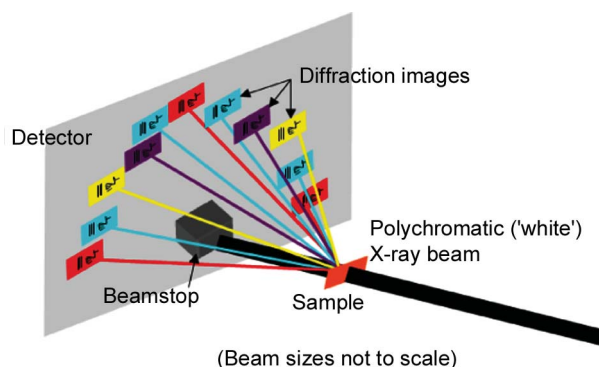 Diffraction images
Detector
Polychromatic ('white')
X-ray beam
Beamstop
Sample
(Beam sizes not to scale)